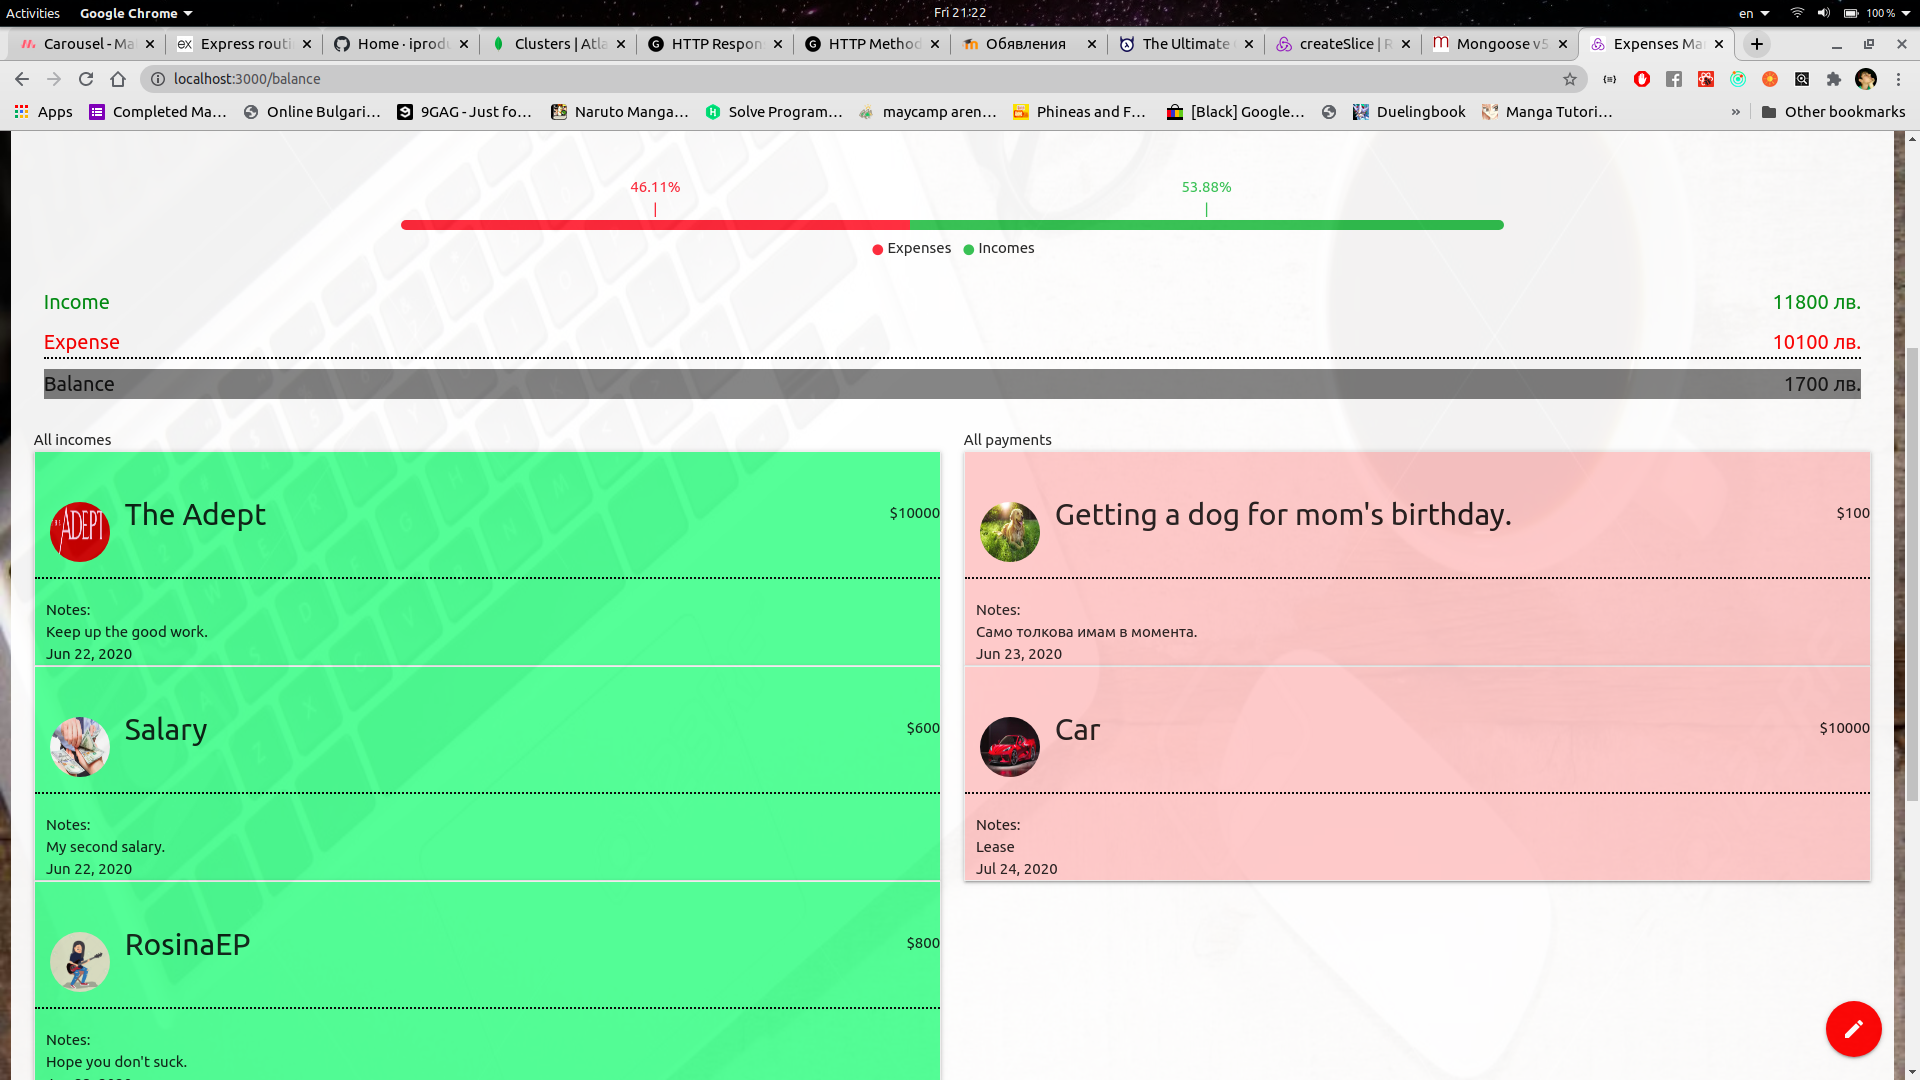 Activities Google Chrome Fri 21:22 en 100%
Carousel - Ma Express routi Home · iprodu Clusters | Atla HTTP Respon HTTP Method Обявления The Ultimate createSlice | R Mongoose v5 Expenses Ma
localhost:3000/balance
Apps Completed Ma... Online Bulgari... 9GAG - Just fo... Naruto Manga... Solve Program... maycamp aren... Phineas and F... [Black] Google... Duelingbook Manga Tutori... » Other bookmarks
46.11% 53.88%
Expenses Incomes
Income 11800 лв.
Expense 10100 лв.
Balance 1700 лв.
All incomes
THE ADEPT
The Adept $10000
Notes:
Keep up the good work.
Jun 22, 2020
Salary $600
Notes:
My second salary.
Jun 22, 2020
RosinaEP $800
Notes:
Hope you don't suck.
All payments
Getting a dog for mom's birthday. $100
Notes:
Само толкова имам в момента.
Jun 23, 2020
Car $10000
Notes:
Lease
Jul 24, 2020